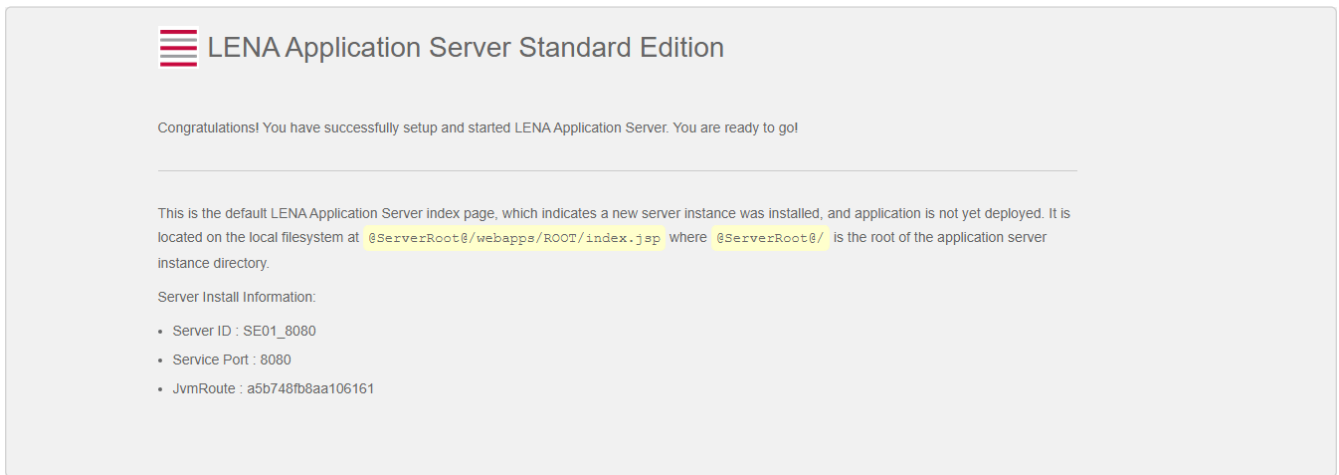 LENA Application Server Standard Edition
Congratulations! You have successfully setup and started LENA Application Server. You are ready to go!
This is the default LENA Application Server index page, which indicates a new server instance was installed, and application is not yet deployed. It is
located on the local filesystem at @ServerRoot@/webapps/ROOT/index.jsp where @ServerRoot@/ is the root of the application server
instance directory.
Server Install Information:
• Server ID : SE01_8080
• Service Port : 8080
• JvmRoute : a5b748fb8aa106161